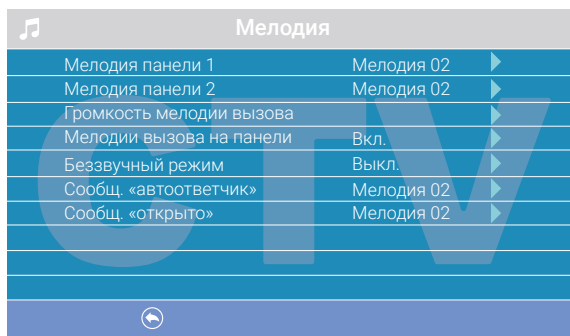 Мелодия
Мелодия панели 1 Мелодия 02
Мелодия панели 2 Мелодия 02
Громкость мелодии вызова
Мелодии вызова на панели Вкл.
Беззвучный режим Выкл.
Сообщ. «автоответчик» Мелодия 02
Сообщ. «открыто» Мелодия 02
CTV